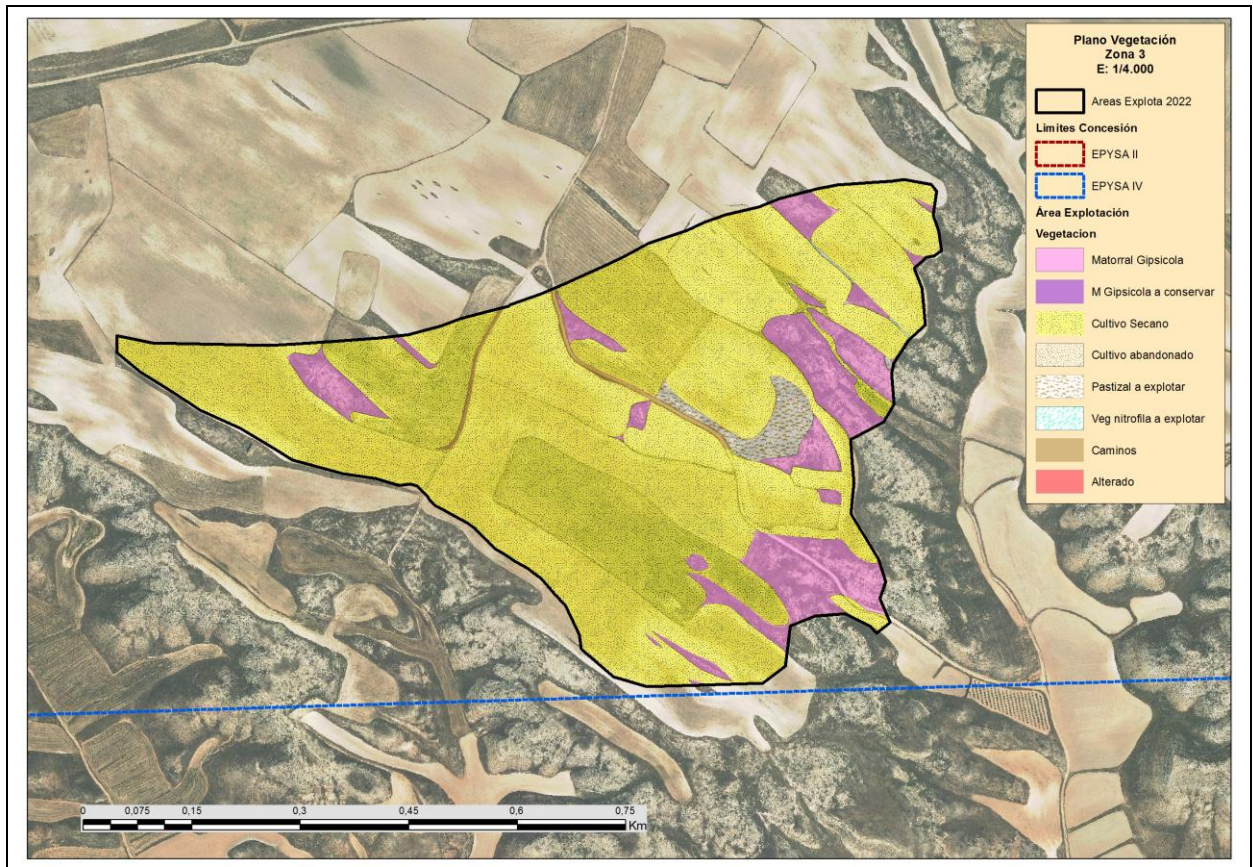 Plano Vegetación
Zona 3
E: 1/4.000
Areas Explota 2022
Limites Concesión
EPYSA II
EPYSA IV
Área Explotación
Vegetacion
Matorral Gipsicola
M Gipsicola a conservar
Cultivo Secano
Cultivo abandonado
Pastizal a explotar
Veg nitrofila a explotar
Caminos
Alterado
0 0,075 0,15 0,3 0,45 0,6 0,75
Km